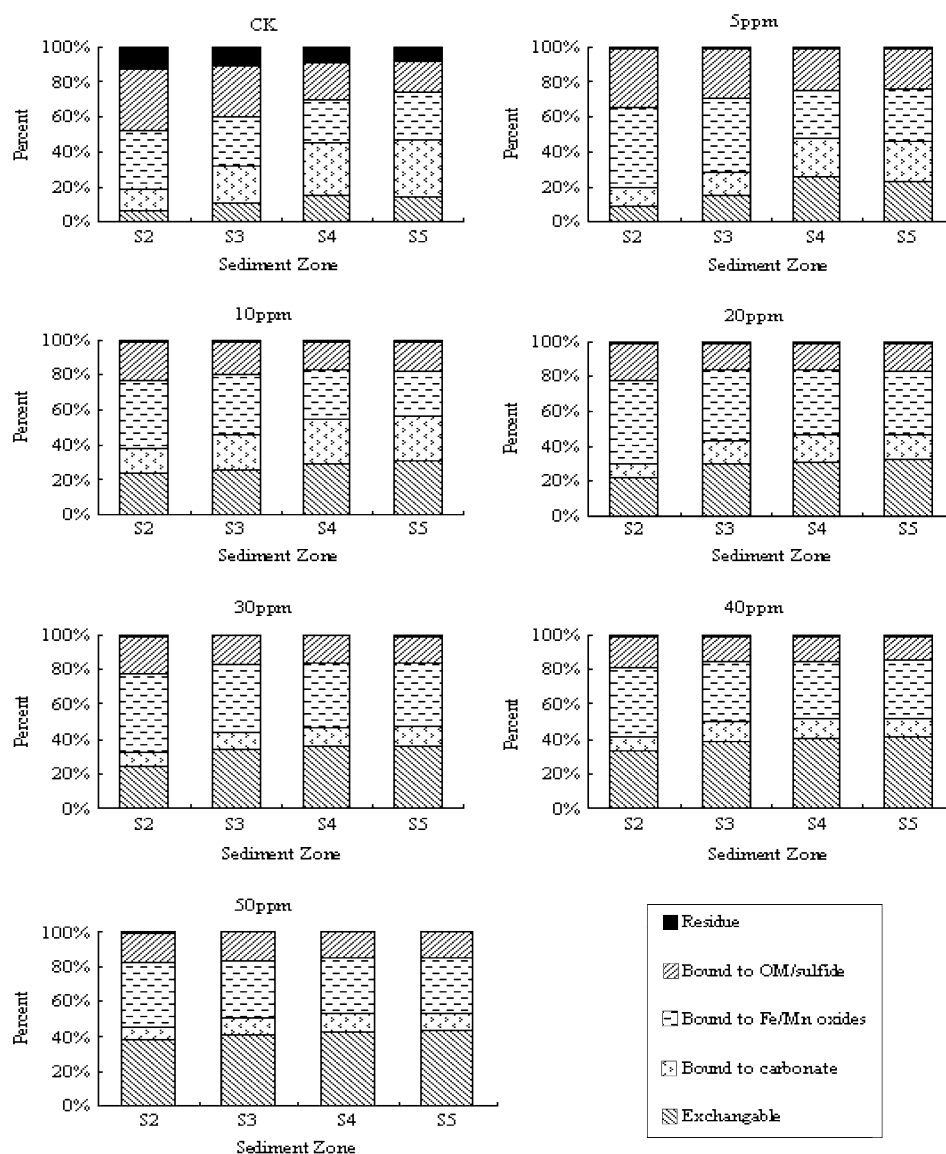 CK
100%
80%
60%
40%
20%
0%
Percent
S2 S3 S4 S5
Sediment Zone
5ppm
100%
80%
60%
40%
20%
0%
Percent
S2 S3 S4 S5
Sediment Zone
10ppm
100%
80%
60%
40%
20%
0%
Percent
S2 S3 S4 S5
Sediment Zone
20ppm
100%
80%
60%
40%
20%
0%
Percent
S2 S3 S4 S5
Sediment Zone
30ppm
100%
80%
60%
40%
20%
0%
Percent
S2 S3 S4 S5
Sediment Zone
40ppm
100%
80%
60%
40%
20%
0%
Percent
S2 S3 S4 S5
Sediment Zone
50ppm
100%
80%
60%
40%
20%
0%
Percent
S2 S3 S4 S5
Sediment Zone
Residue
Bound to OM/sulfide
Bound to Fe/Mn oxides
Bound to carbonate
Exchangable